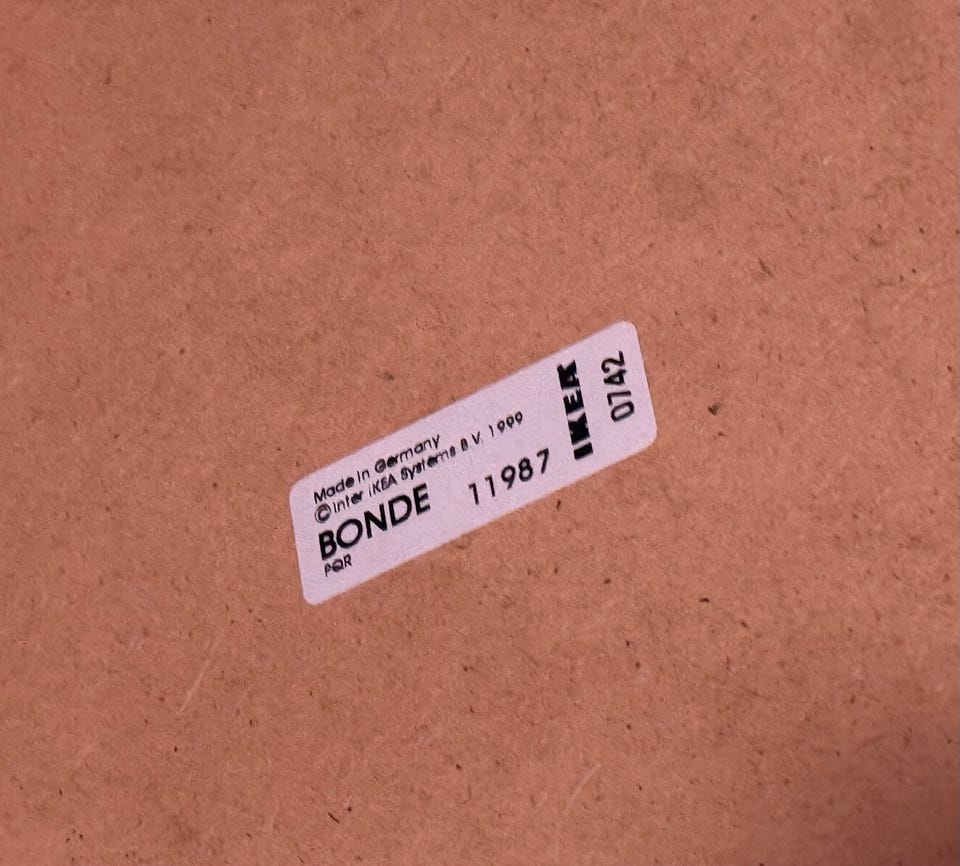 Made in Germany
© Inter IKEA Systems B.V. 1999
BONDE 11987
PQR
IKEA
0742